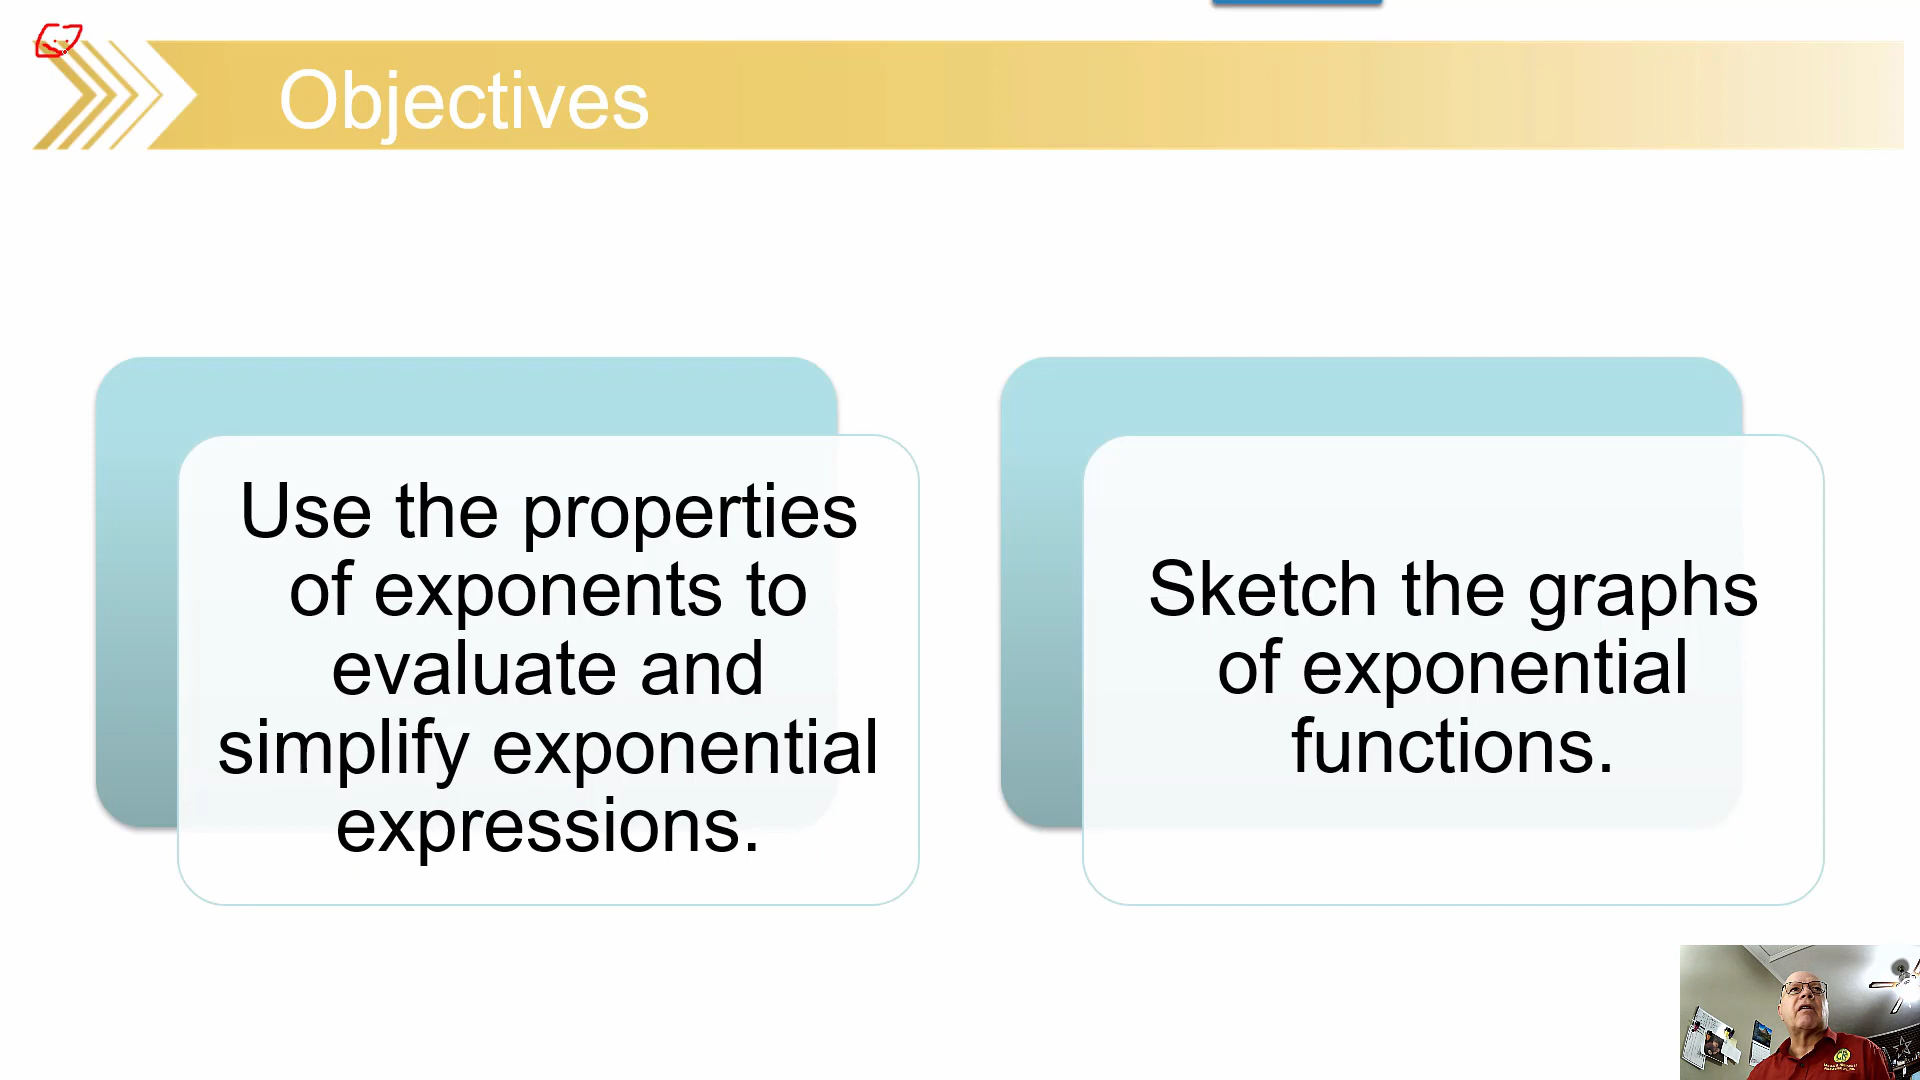 Objectives
Use the properties
of exponents to
evaluate and
simplify exponential
expressions.
Sketch the graphs
of exponential
functions.